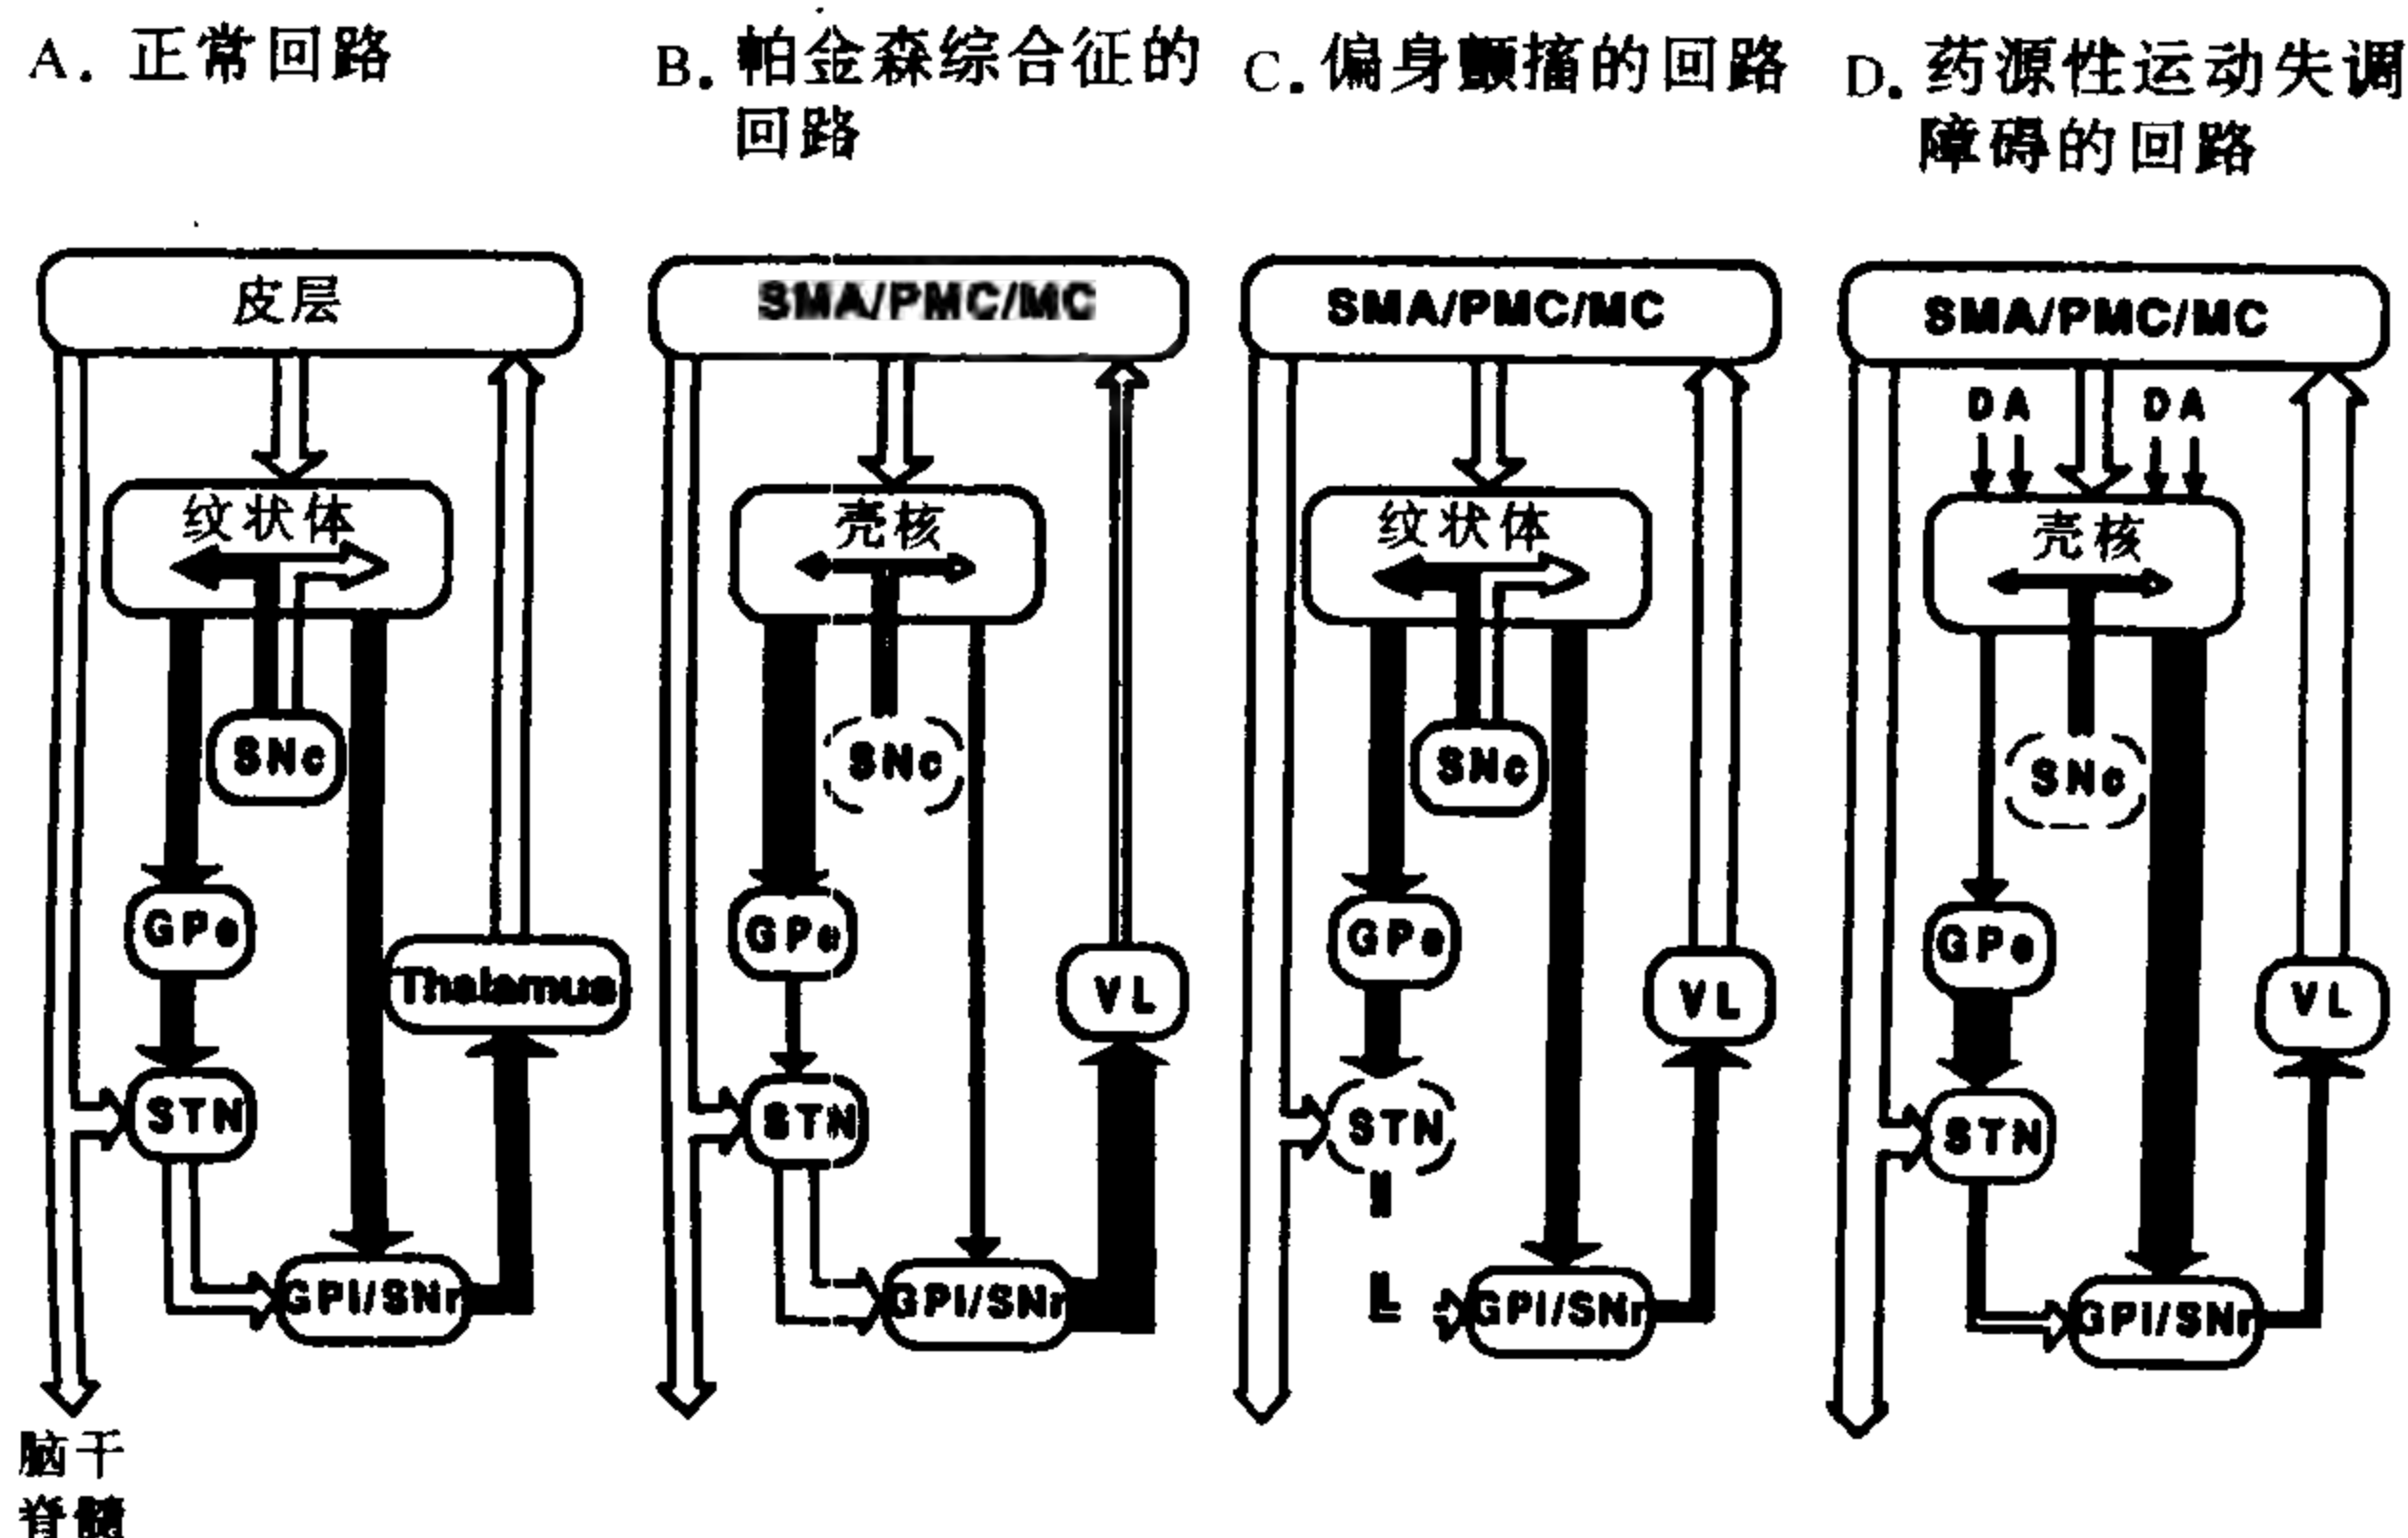 A. 正常回路
B. 帕金森综合征的
回路
C. 偏身颤搐的回路
D. 药源性运动失调
障碍的回路
皮层
纹状体
SNc
GPe
Thalamus
STN
GPi/SNr
脑干
脊髓
SMA/PMC/MC
壳核
SNc
GPe
VL
STN
GPi/SNr
SMA/PMC/MC
纹状体
SNc
GPe
VL
STN
GPi/SNr
SMA/PMC/MC
DA
DA
壳核
SNc
GPe
VL
STN
GPi/SNr